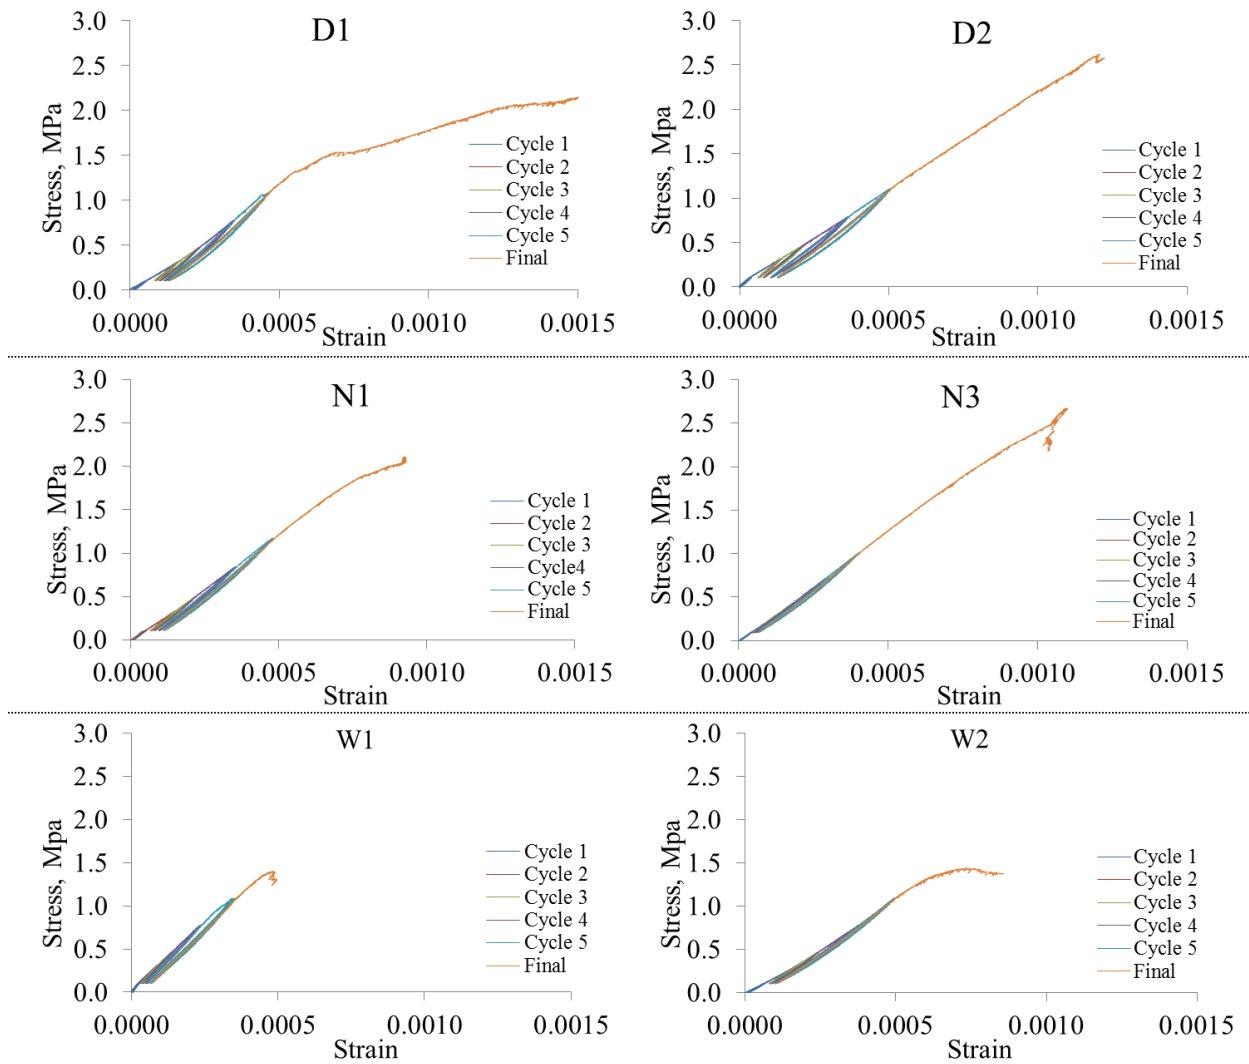 D1
Stress, MPa
3.0
2.5
2.0
1.5
1.0
0.5
0.0
0.0000
0.0005
0.0010
0.0015
Strain
Cycle 1
Cycle 2
Cycle 3
Cycle 4
Cycle 5
Final
D2
Stress, Mpa
3.0
2.5
2.0
1.5
1.0
0.5
0.0
0.0000
0.0005
0.0010
0.0015
Strain
Cycle 1
Cycle 2
Cycle 3
Cycle 4
Cycle 5
Final
N1
Stress, MPa
3.0
2.5
2.0
1.5
1.0
0.5
0.0
0.0000
0.0005
0.0010
0.0015
Strain
Cycle 1
Cycle 2
Cycle 3
Cycle4
Cycle 5
Final
N3
Stress, MPa
3.0
2.5
2.0
1.5
1.0
0.5
0.0
0.0000
0.0005
0.0010
0.0015
Strain
Cycle 1
Cycle 2
Cycle 3
Cycle 4
Cycle 5
Final
W1
Stress, Mpa
3.0
2.5
2.0
1.5
1.0
0.5
0.0
0.0000
0.0005
0.0010
0.0015
Strain
Cycle 1
Cycle 2
Cycle 3
Cycle 4
Cycle 5
Final
W2
Stress, Mpa
3.0
2.5
2.0
1.5
1.0
0.5
0.0
0.0000
0.0005
0.0010
0.0015
Strain
Cycle 1
Cycle 2
Cycle 3
Cycle 4
Cycle 5
Final